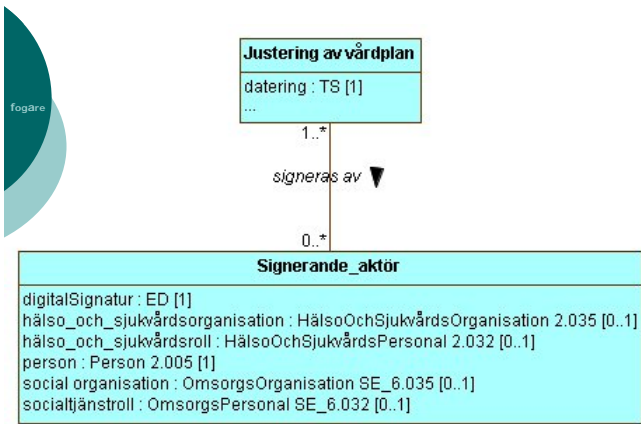 fogare
Justering av vårdplan
datering : TS [1]
...
1..*
signeras av
0..*
Signerande_aktör
digitalSignatur : ED [1]
hälso_och_sjukvårdsorganisation : HälsoOchSjukvårdsOrganisation 2.035 [0..1]
hälso_och_sjukvårdsroll : HälsoOchSjukvårdsPersonal 2.032 [0..1]
person : Person 2.005 [1]
social organisation : OmsorgsOrganisation SE_6.035 [0..1]
socialtjänstroll : OmsorgsPersonal SE_6.032 [0..1]